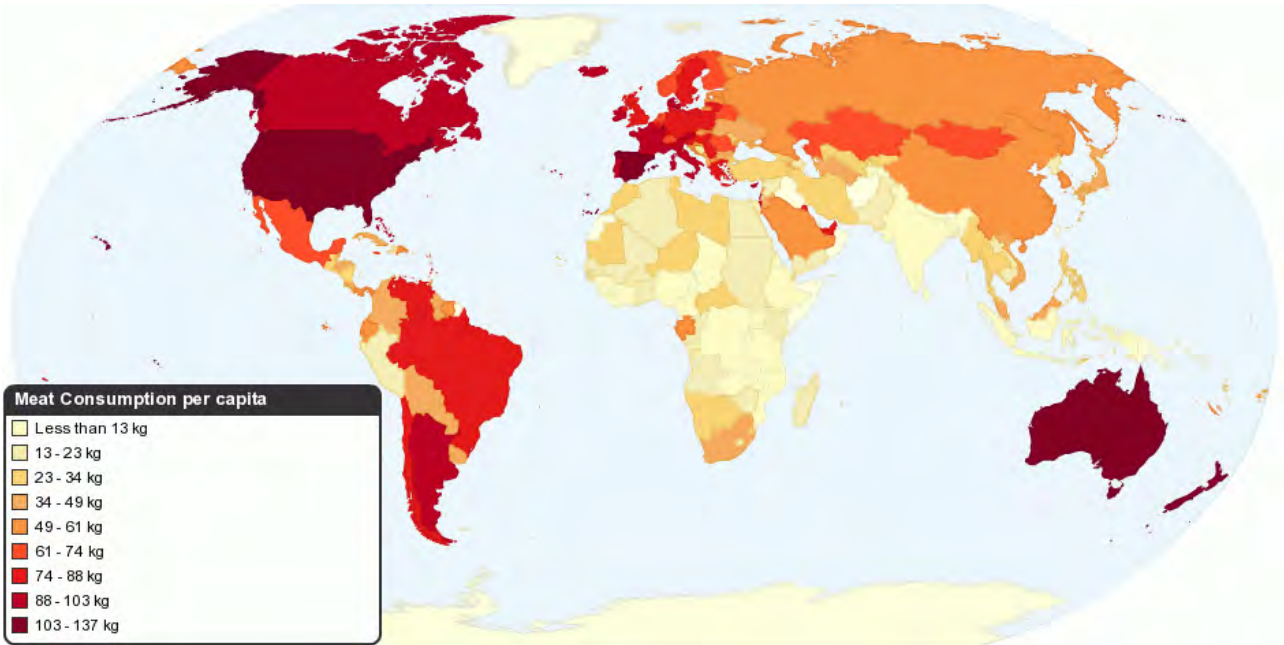 Meat Consumption per capita
Less than 13 kg
13 - 23 kg
23 - 34 kg
34 - 49 kg
49 - 61 kg
61 - 74 kg
74 - 88 kg
88 - 103 kg
103 - 137 kg